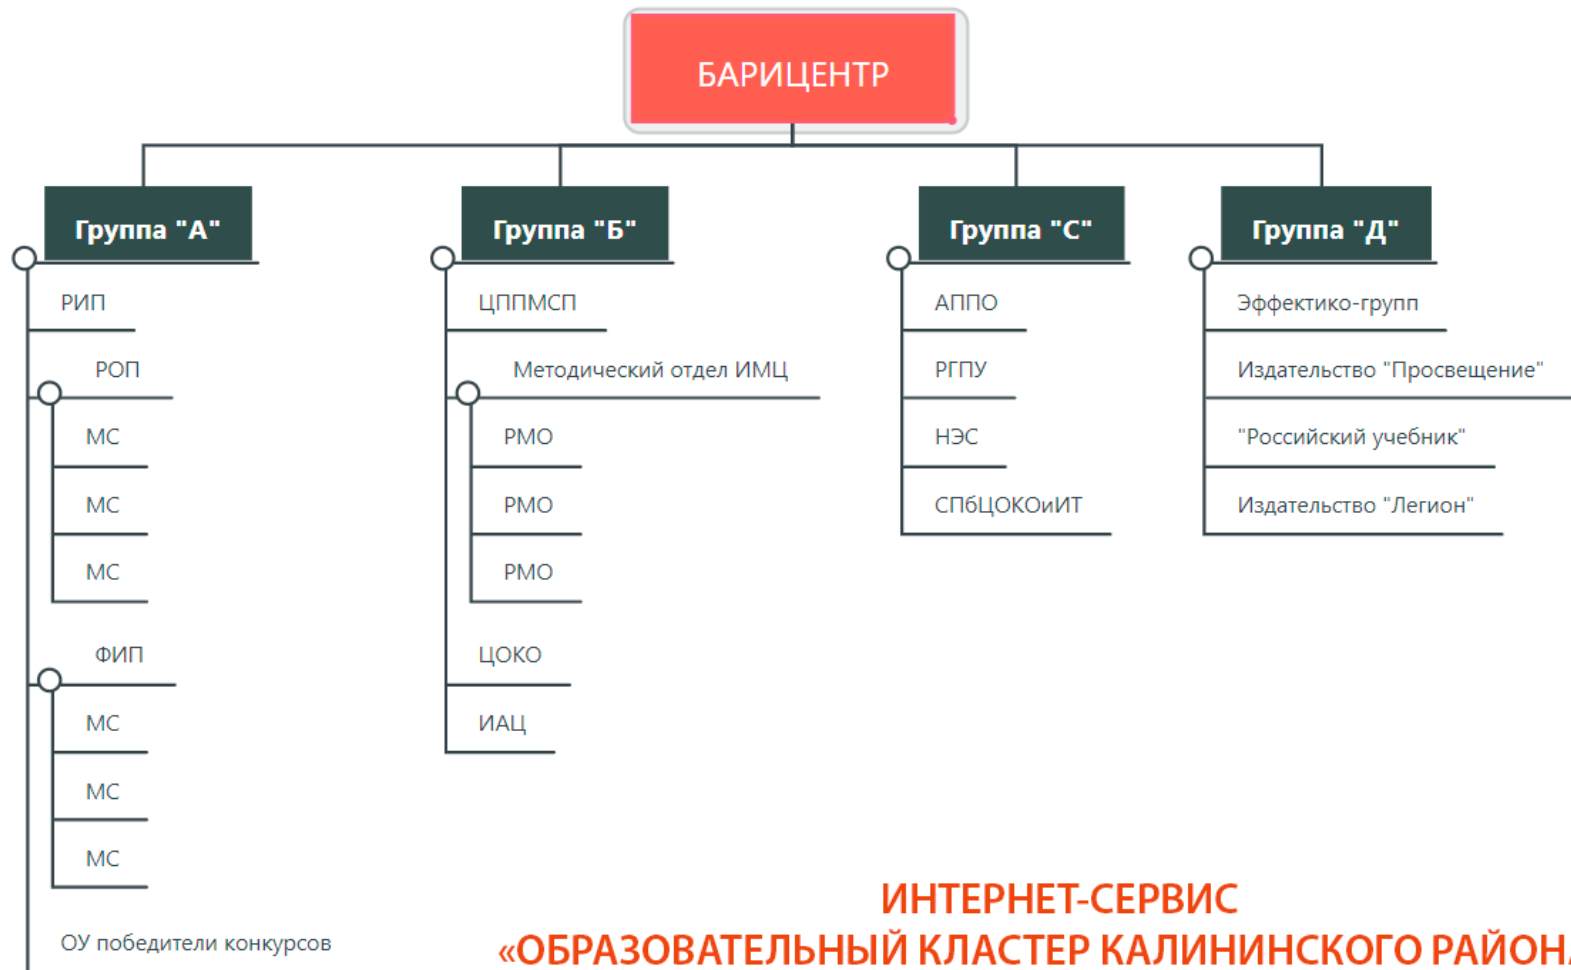 БАРИЦЕНТР
Группа "А"
РИП
РОП
МС
МС
МС
ФИП
МС
МС
МС
ОУ победители конкурсов
Группа "Б"
ЦППМСП
Методический отдел ИМЦ
РМО
РМО
РМО
ЦОКО
ИАЦ
Группа "С"
АППО
РГПУ
НЭС
СПбЦОКОиИТ
Группа "Д"
Эффектико-групп
Издательство "Просвещение"
"Российский учебник"
Издательство "Легион"
ИНТЕРНЕТ-СЕРВИС
«ОБРАЗОВАТЕЛЬНЫЙ КЛАСТЕР КАЛИНИНСКОГО РАЙОНА